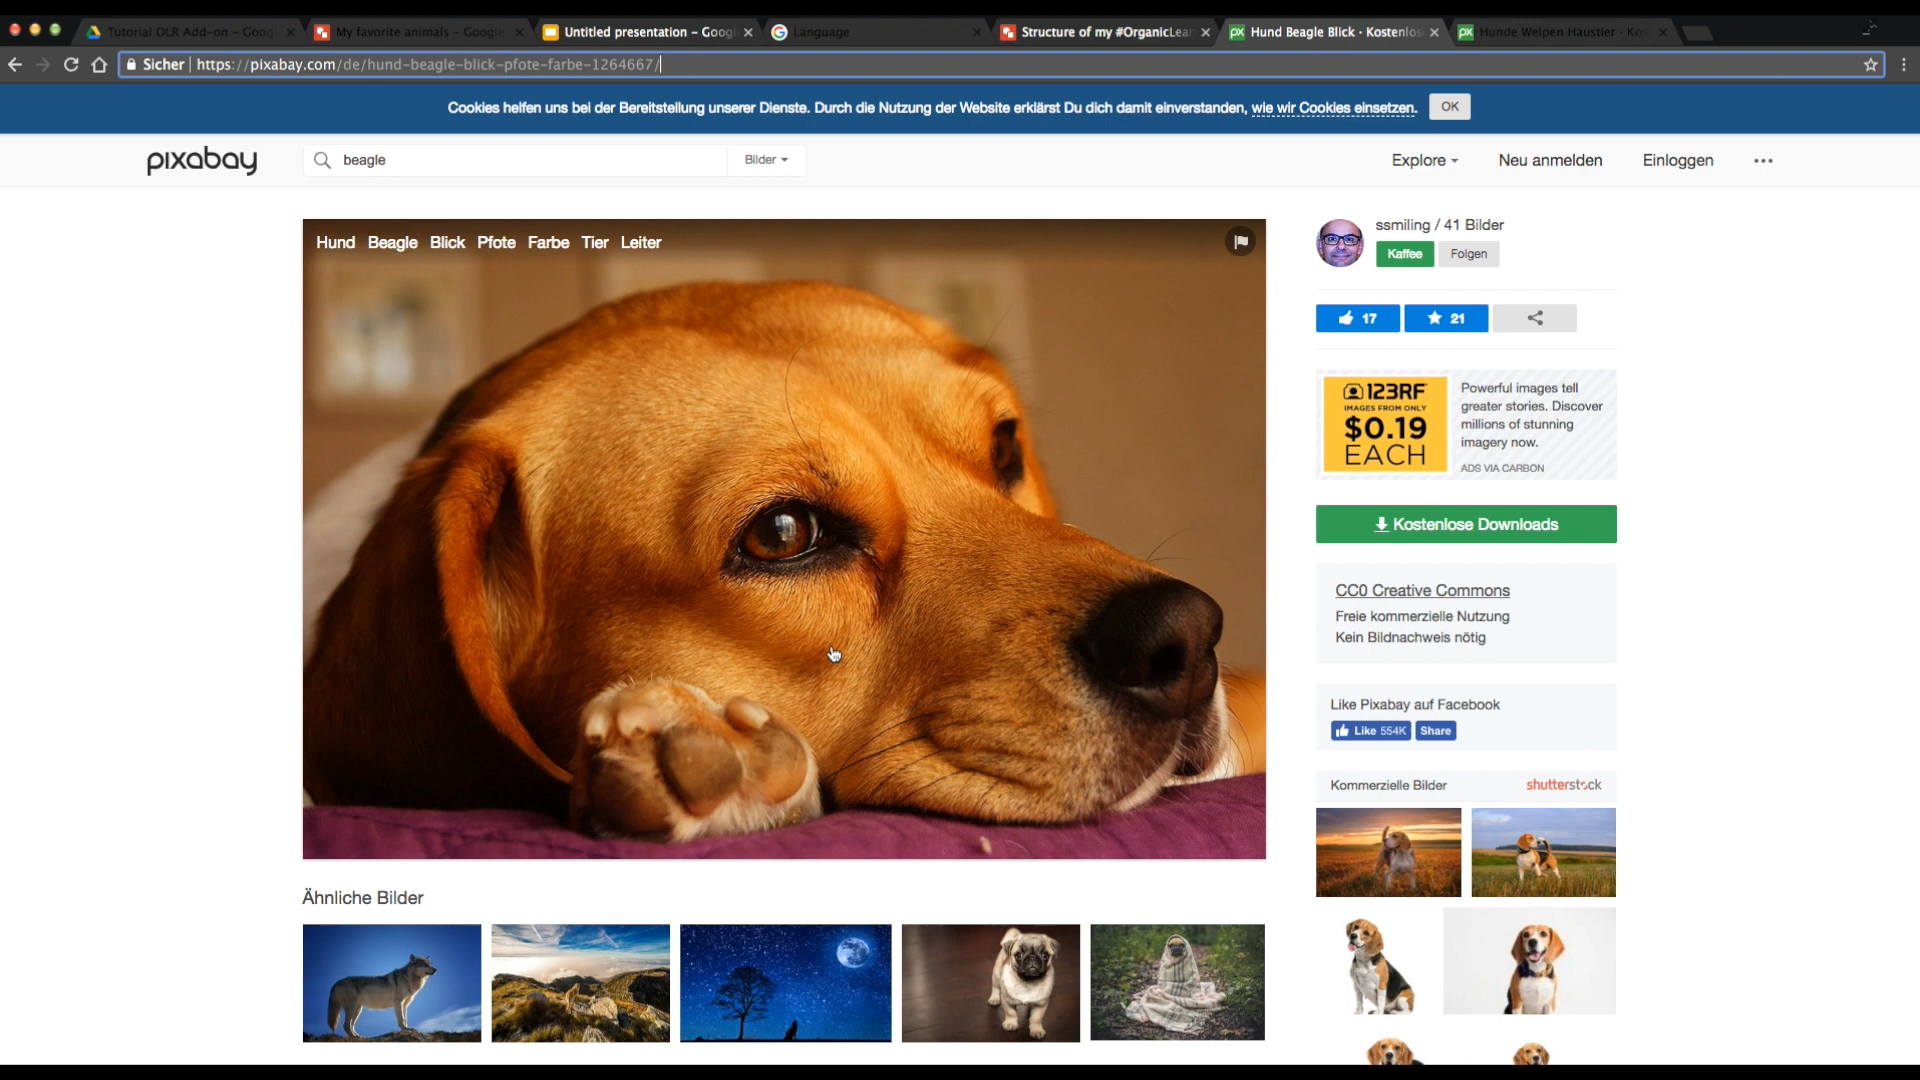 Tutorial OLR Add-on – Goog
My favorite animals – Google
Untitled presentation – Googl
Language
Structure of my #OrganicLear
Hund Beagle Blick · Kostenlos
Hunde Welpen Haustier · Kos
Sicher | https://pixabay.com/de/hund-beagle-blick-pfote-farbe-1264667/
Cookies helfen uns bei der Bereitstellung unserer Dienste. Durch die Nutzung der Website erklärst Du dich damit einverstanden, wie wir Cookies einsetzen. OK
pixabay
beagle
Bilder
Explore
Neu anmelden
Einloggen
Hund Beagle Blick Pfote Farbe Tier Leiter
ssmiling / 41 Bilder
Kaffee
Folgen
17
21
123RF
IMAGES FROM ONLY
$0.19
EACH
Powerful images tell
greater stories. Discover
millions of stunning
imagery now.
ADS VIA CARBON
Kostenlose Downloads
CC0 Creative Commons
Freie kommerzielle Nutzung
Kein Bildnachweis nötig
Like Pixabay auf Facebook
Like 554K
Share
Kommerzielle Bilder
shutterstock
Ähnliche Bilder